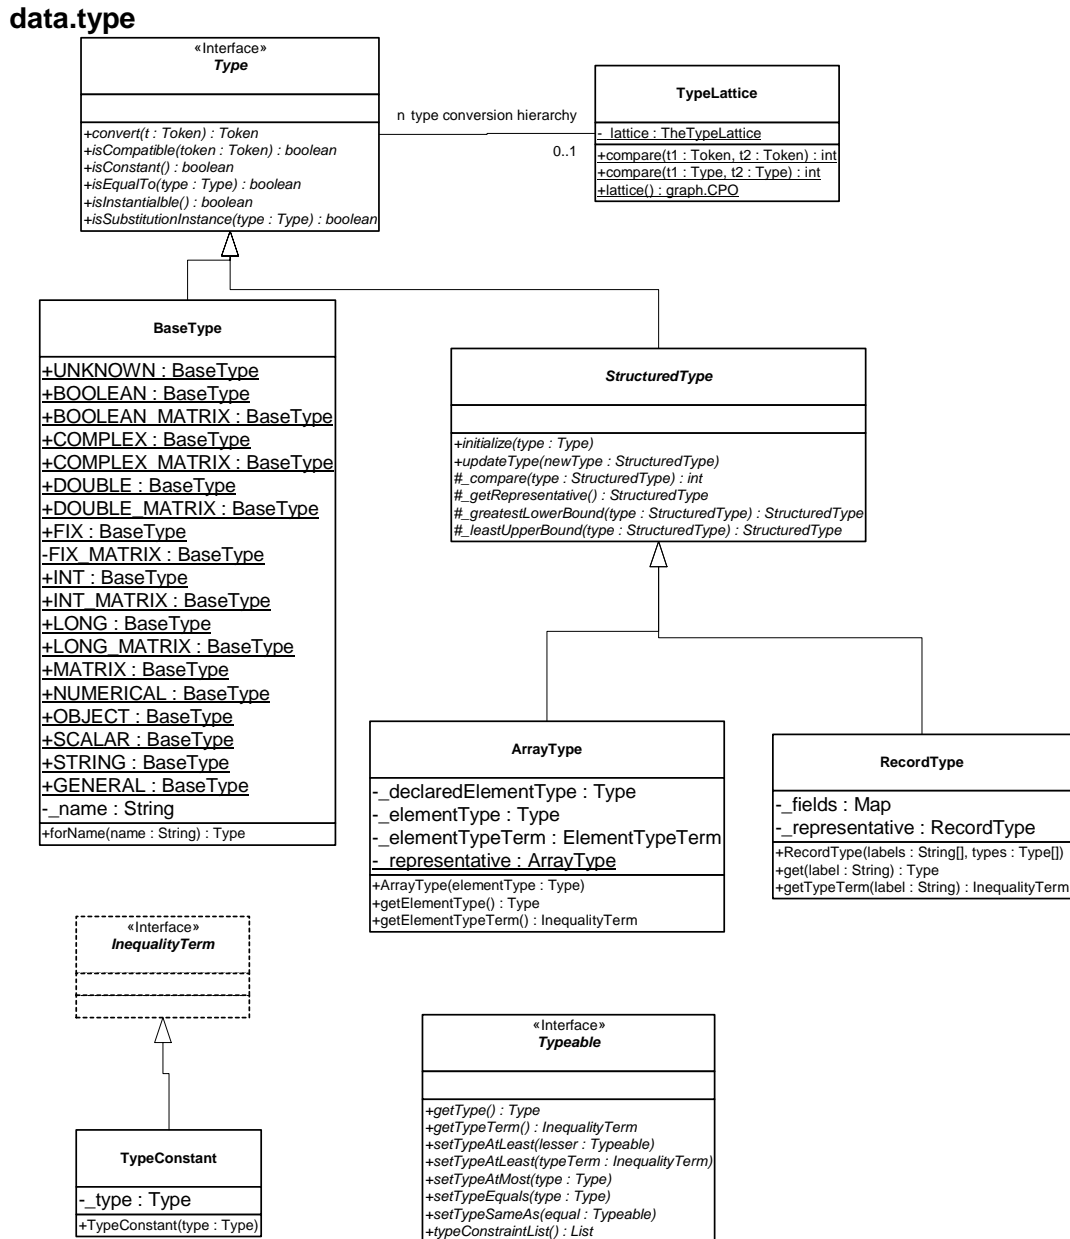 data.type
«Interface»
Type
+convert(t : Token) : Token
+isCompatible(token : Token) : boolean
+isConstant() : boolean
+isEqualTo(type : Type) : boolean
+isInstantialble() : boolean
+isSubstitutionInstance(type : Type) : boolean
n type conversion hierarchy
0..1
TypeLattice
-_lattice : TheTypeLattice
+compare(t1 : Token, t2 : Token) : int
+compare(t1 : Type, t2 : Type) : int
+lattice() : graph.CPO
BaseType
+UNKNOWN : BaseType
+BOOLEAN : BaseType
+BOOLEAN_MATRIX : BaseType
+COMPLEX : BaseType
+COMPLEX_MATRIX : BaseType
+DOUBLE : BaseType
+DOUBLE_MATRIX : BaseType
+FIX : BaseType
-FIX_MATRIX : BaseType
+INT : BaseType
+INT_MATRIX : BaseType
+LONG : BaseType
+LONG_MATRIX : BaseType
+MATRIX : BaseType
+NUMERICAL : BaseType
+OBJECT : BaseType
+SCALAR : BaseType
+STRING : BaseType
+GENERAL : BaseType
-_name : String
+forName(name : String) : Type
StructuredType
+initialize(type : Type)
+updateType(newType : StructuredType)
#_compare(type : StructuredType) : int
#_getRepresentative() : StructuredType
#_greatestLowerBound(type : StructuredType) : StructuredType
#_leastUpperBound(type : StructuredType) : StructuredType
ArrayType
-_declaredElementType : Type
-_elementType : Type
-_elementTypeTerm : ElementTypeTerm
-_representative : ArrayType
+ArrayType(elementType : Type)
+getElementType() : Type
+getElementTypeTerm() : InequalityTerm
RecordType
-_fields : Map
-_representative : RecordType
+RecordType(labels : String[], types : Type[])
+get(label : String) : Type
+getTypeTerm(label : String) : InequalityTerm
«Interface»
InequalityTerm
TypeConstant
-_type : Type
+TypeConstant(type : Type)
«Interface»
Typeable
+getType() : Type
+getTypeTerm() : InequalityTerm
+setTypeAtLeast(lesser : Typeable)
+setTypeAtLeast(typeTerm : InequalityTerm)
+setTypeAtMost(type : Type)
+setTypeEquals(type : Type)
+setTypeSameAs(equal : Typeable)
+typeConstraintList() : List